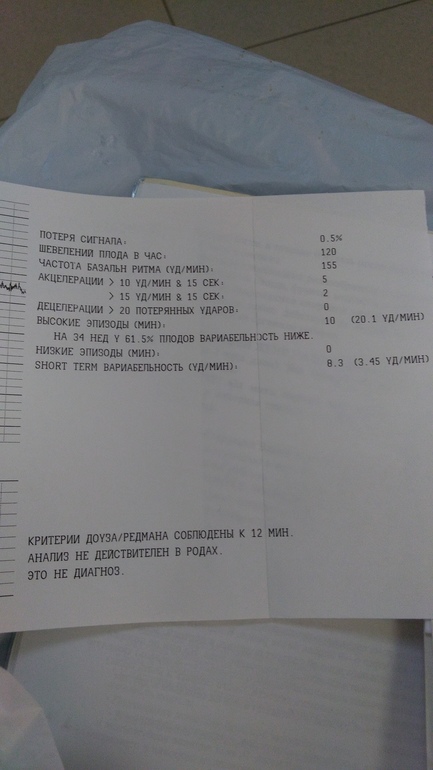 ПОТЕРЯ СИГНАЛА: 0.5%
ШЕВЕЛЕНИЙ ПЛОДА В ЧАС: 120
ЧАСТОТА БАЗАЛЬН РИТМА (УД/МИН): 155
АКЦЕЛЕРАЦИИ > 10 УД/МИН & 15 СЕК: 5
> 15 УД/МИН & 15 СЕК: 2
ДЕЦЕЛЕРАЦИИ > 20 ПОТЕРЯННЫХ УДАРОВ: 0
ВЫСОКИЕ ЭПИЗОДЫ (МИН): 10 (20.1 УД/МИН)
НА 34 НЕД У 61.5% ПЛОДОВ ВАРИАБЕЛЬНОСТЬ НИЖЕ.
НИЗКИЕ ЭПИЗОДЫ (МИН): 0
SHORT TERM ВАРИАБЕЛЬНОСТЬ (УД/МИН): 8.3 (3.45 УД/МИН)
КРИТЕРИИ ДОУЗА/РЕДМАНА СОБЛЮДЕНЫ К 12 МИН.
АНАЛИЗ НЕ ДЕЙСТВИТЕЛЕН В РОДАХ.
ЭТО НЕ ДИАГНОЗ.